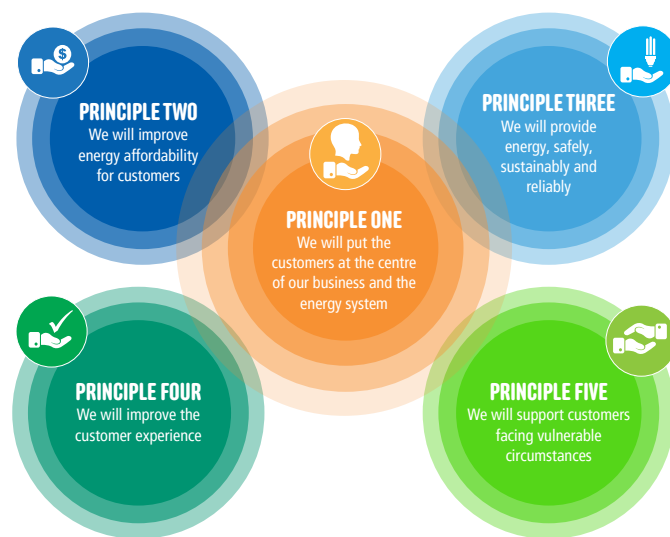 $
PRINCIPLE TWO
We will improve
energy affordability
for customers
PRINCIPLE THREE
We will provide
energy, safely,
sustainably and
reliably
PRINCIPLE ONE
We will put the
customers at the centre
of our business and the
energy system
PRINCIPLE FOUR
We will improve the
customer experience
PRINCIPLE FIVE
We will support customers
facing vulnerable
circumstances